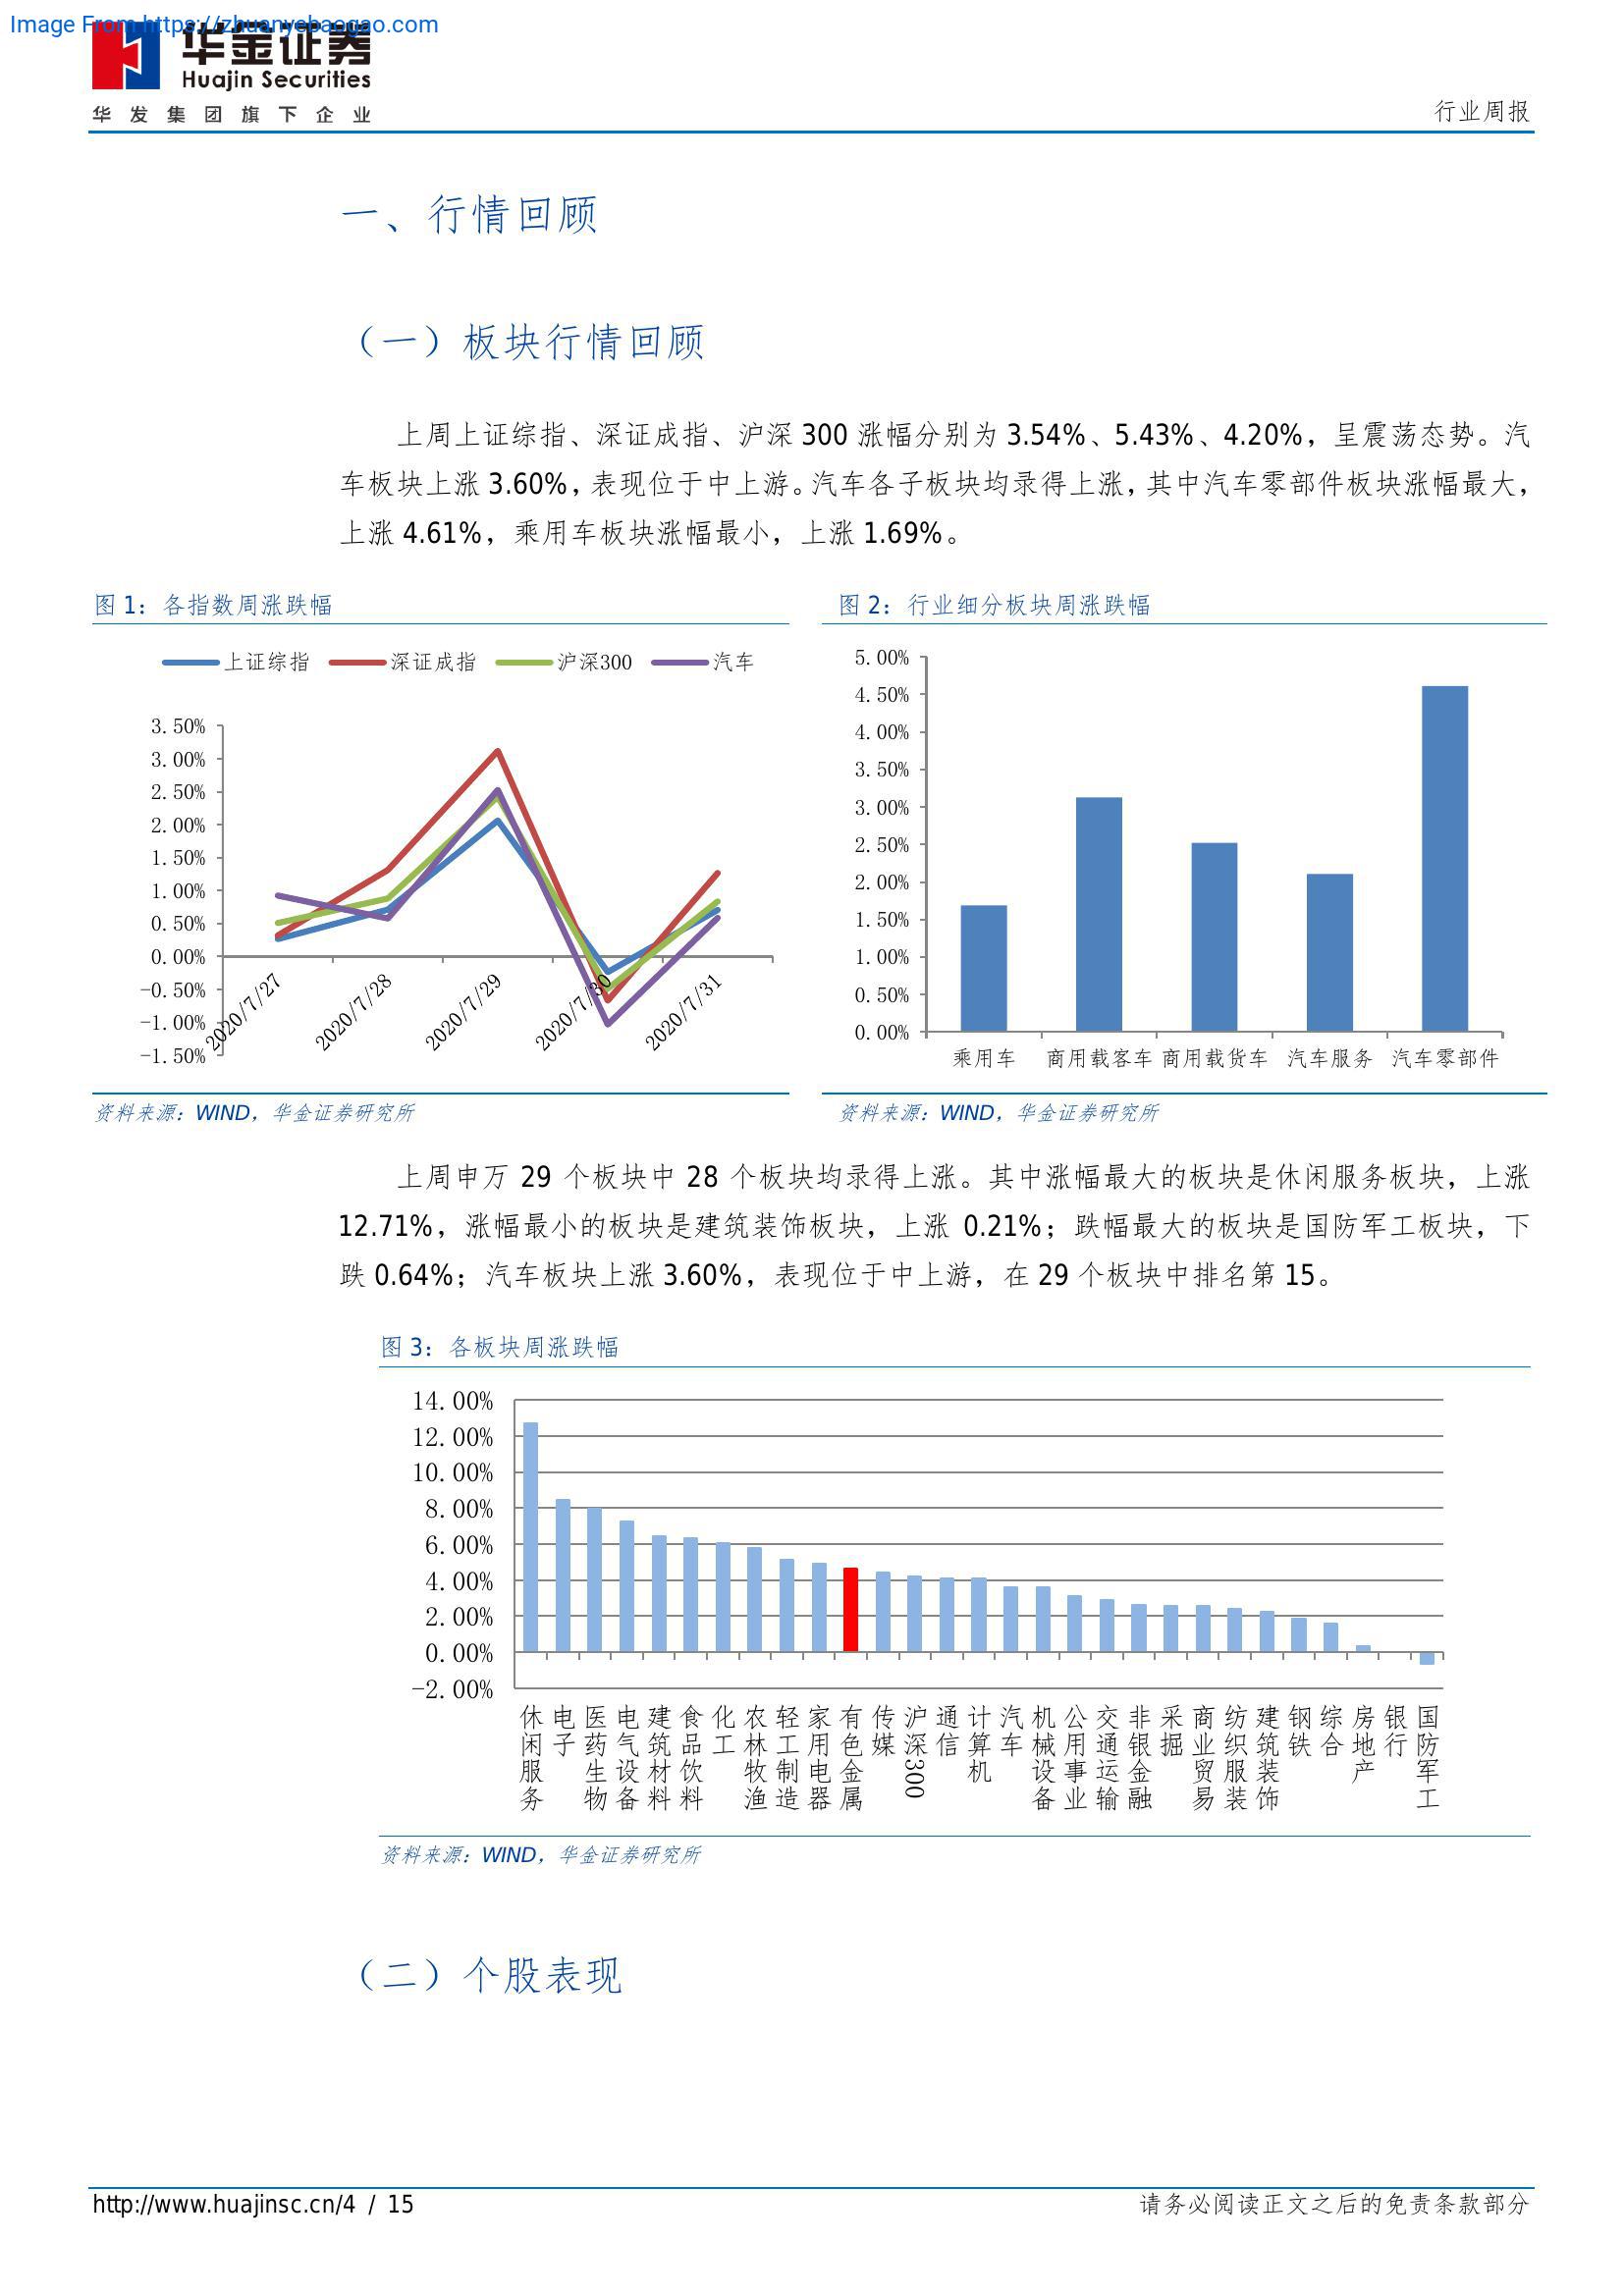 Image From https://zhuanyebaogao.com
华金证券
Huajin Securities
华发集团旗下企业
行业周报
一、行情回顾
（一）板块行情回顾
上周上证综指、深证成指、沪深 300 涨幅分别为 3.54%、5.43%、4.20%，呈震荡态势。汽
车板块上涨 3.60%，表现位于中上游。汽车各子板块均录得上涨，其中汽车零部件板块涨幅最大，
上涨 4.61%，乘用车板块涨幅最小，上涨 1.69%。
图 1：各指数周涨跌幅
上证综指 深证成指 沪深300 汽车
3.50%
3.00%
2.50%
2.00%
1.50%
1.00%
0.50%
0.00%
-0.50%
-1.00%
-1.50%
2020/7/27 2020/7/28 2020/7/29 2020/7/30 2020/7/31
资料来源：WIND，华金证券研究所
图 2：行业细分板块周涨跌幅
5.00%
4.50%
4.00%
3.50%
3.00%
2.50%
2.00%
1.50%
1.00%
0.50%
0.00%
乘用车 商用载客车 商用载货车 汽车服务 汽车零部件
资料来源：WIND，华金证券研究所
上周申万 29 个板块中 28 个板块均录得上涨。其中涨幅最大的板块是休闲服务板块，上涨
12.71%，涨幅最小的板块是建筑装饰板块，上涨 0.21%；跌幅最大的板块是国防军工板块，下
跌 0.64%；汽车板块上涨 3.60%，表现位于中上游，在 29 个板块中排名第 15。
图 3：各板块周涨跌幅
14.00%
12.00%
10.00%
8.00%
6.00%
4.00%
2.00%
0.00%
-2.00%
休闲服务 电子 医药生物 电气设备 建筑材料 食品饮料 化工 农林牧渔 轻工制造 家用电器 有色金属 传媒 沪深300 通信 计算机 汽车 机械设备 公用事业 交通运输 非银金融 采掘 商业贸易 纺织服装 建筑装饰 钢铁 综合 房地产 银行 国防军工
资料来源：WIND，华金证券研究所
（二）个股表现
http://www.huajinsc.cn/4 / 15
请务必阅读正文之后的免责条款部分